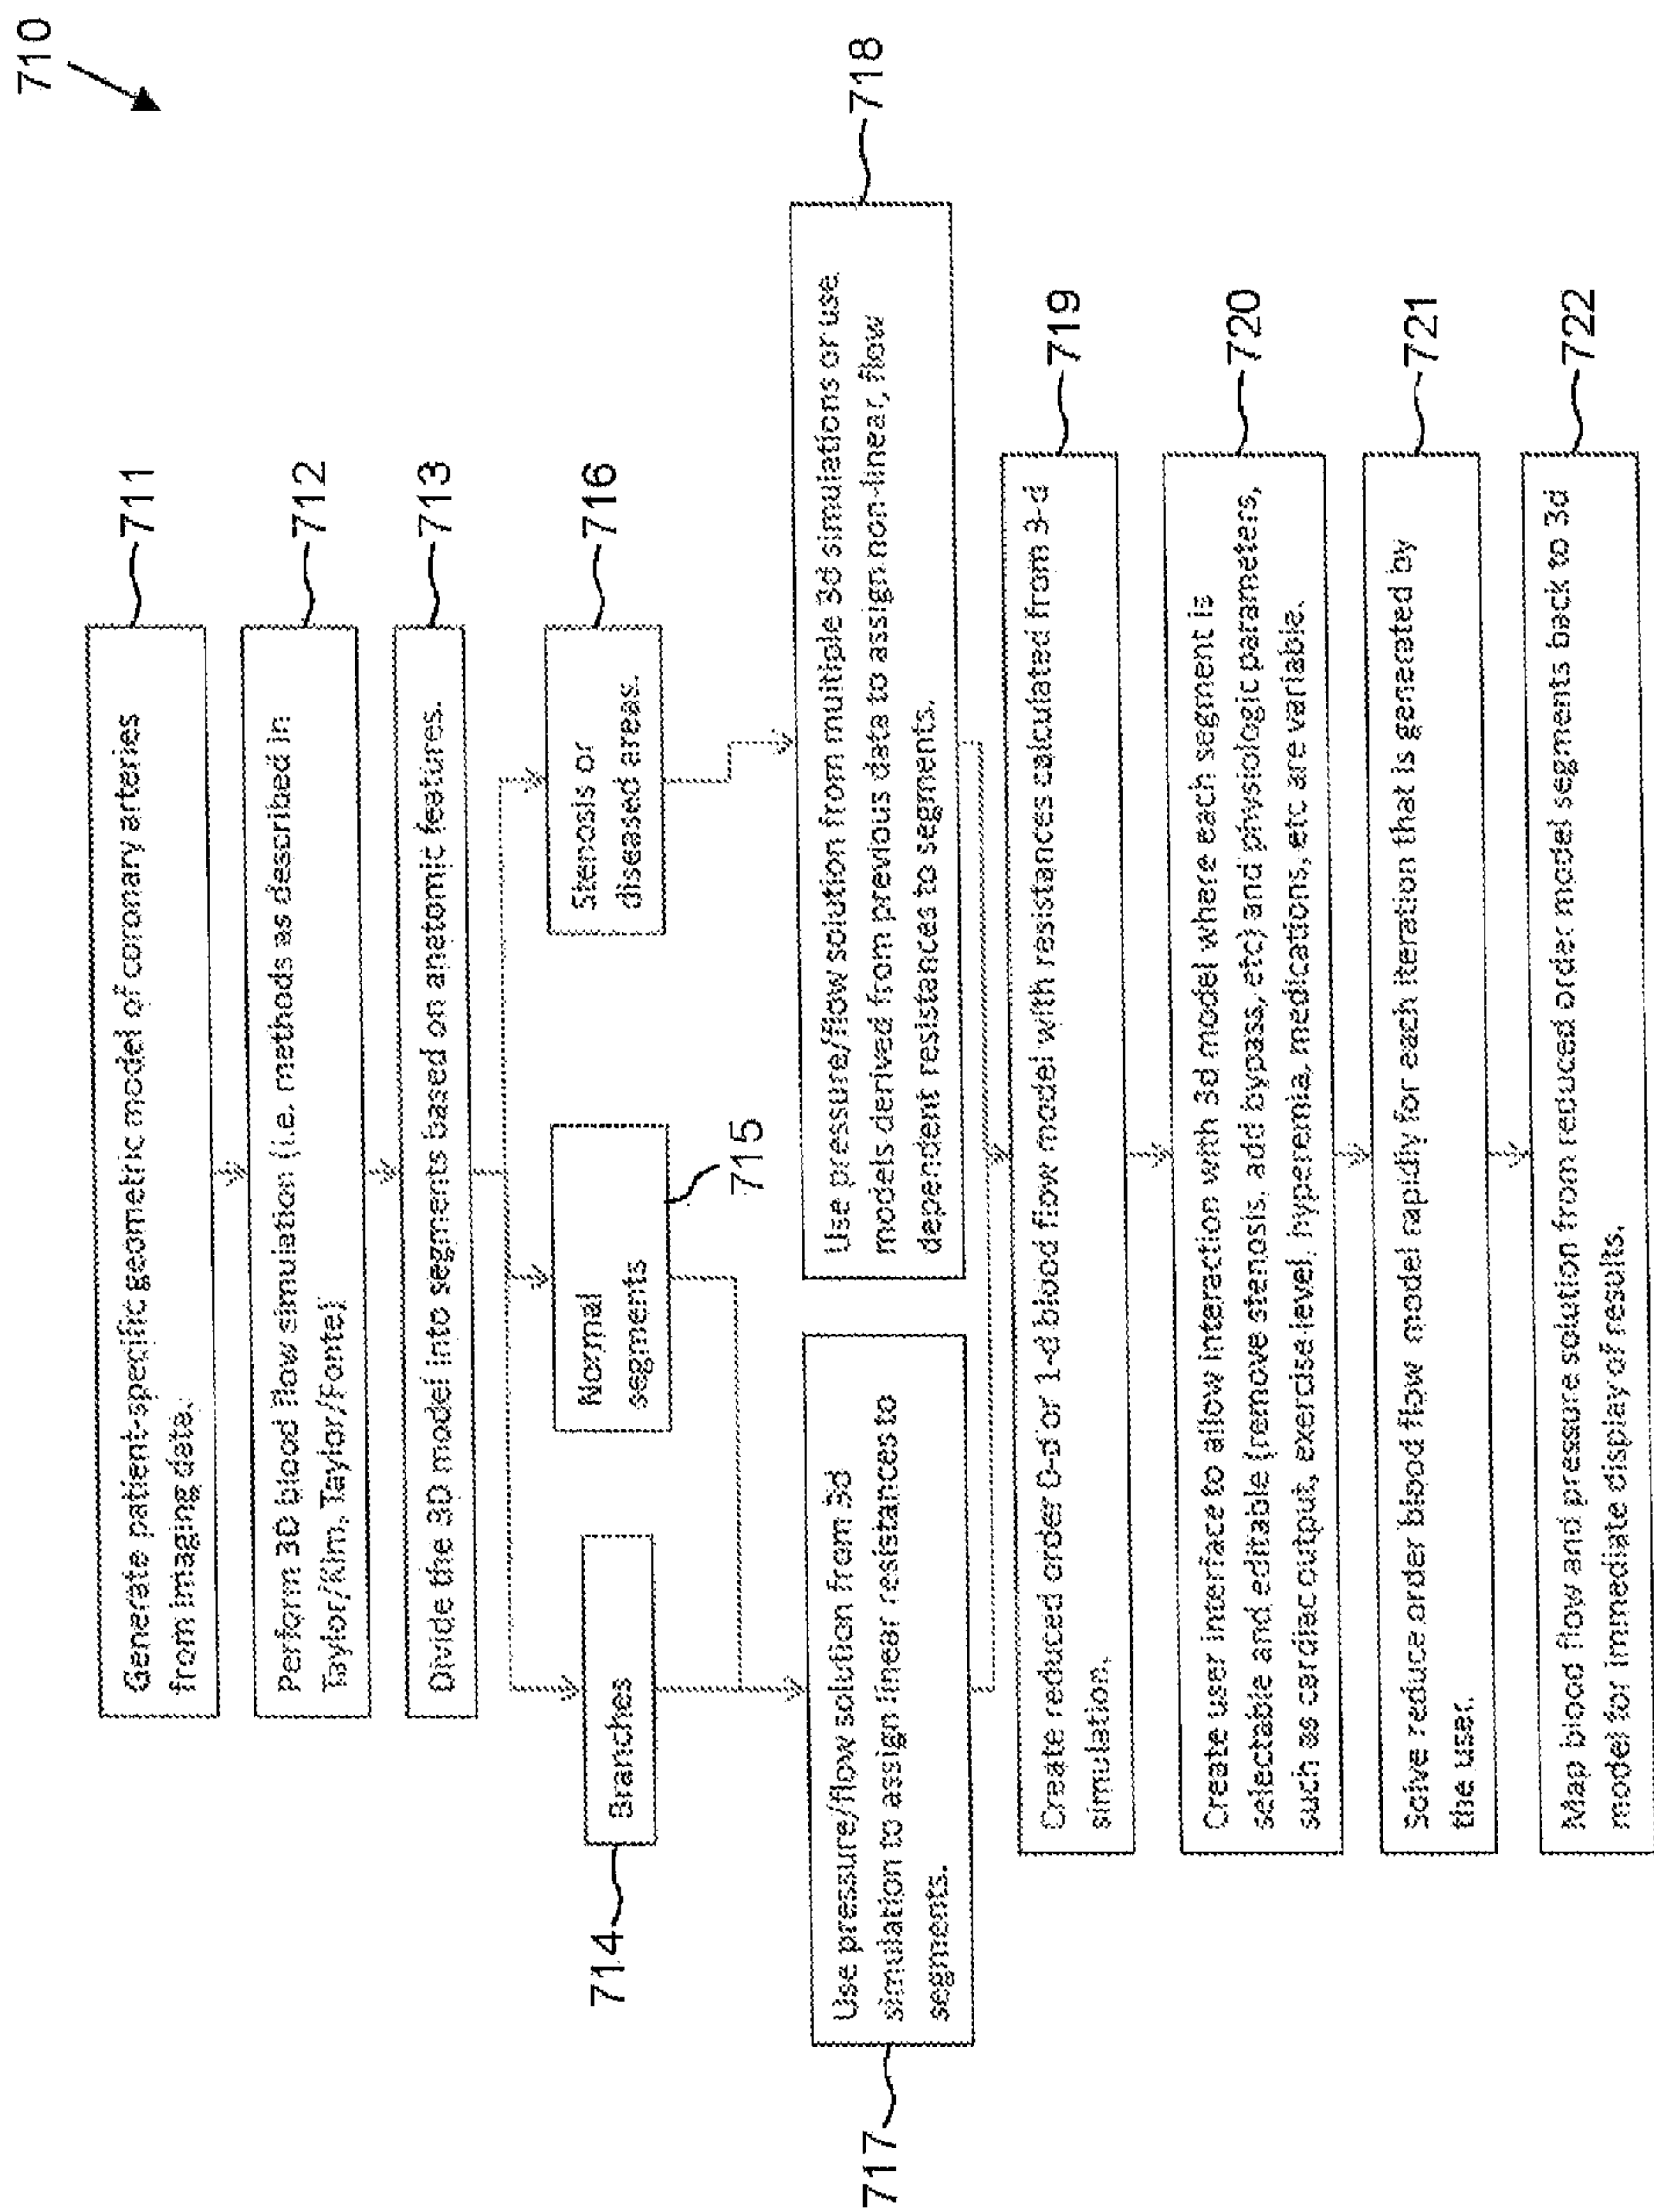 710
Generate patient-specific geometric model of coronary arteries
from imaging data.
711
Perform 3D blood flow simulation (i.e. methods as described in
Taylor/Kim, Taylor/Fonte)
712
Divide the 3D model into segments based on anatomic features.
713
714
Branches
Normal
segments
715
Stenosis or
diseased areas.
716
717
Use pressure/flow solution from 3d
simulation to assign linear resistances to
segments.
Use pressure/flow solution from multiple 3d simulations or use
models derived from previous data to assign non-linear, flow
dependent resistances to segments.
718
Create reduced order 0-d or 1-d blood flow model with resistances calculated from 3-d
simulation.
719
Create user interface to allow interaction with 3d model where each segment is
selectable and editable (remove stenosis, add bypass, etc) and physiologic parameters,
such as cardiac output, exercise level, hyperemia, medications, etc are variable.
720
Solve reduce order blood flow model rapidly for each iteration that is generated by
the user.
721
Map blood flow and pressure solution from reduced order model segments back to 3d
model for immediate display of results.
722